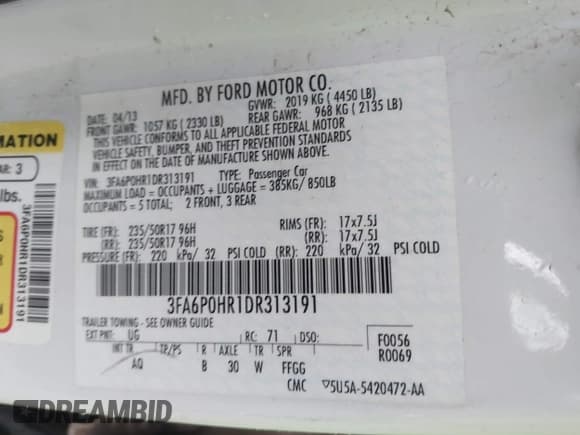 MFD. BY FORD MOTOR CO.
DATE: 04/13 GVWR: 2019 KG ( 4450 LB)
FRONT GAWR: 1057 KG ( 2330 LB) REAR GAWR: 968 KG ( 2135 LB)
THIS VEHICLE CONFORMS TO ALL APPLICABLE FEDERAL MOTOR
VEHICLE SAFETY, BUMPER, AND THEFT PREVENTION STANDARDS
IN EFFECT ON THE DATE OF MANUFACTURE SHOWN ABOVE.
VIN: 3FA6P0HR1DR313191 TYPE: Passenger Car
MAXIMUM LOAD = OCCUPANTS + LUGGAGE = 385KG/ 850LB
OCCUPANTS = 5 TOTAL; 2 FRONT, 3 REAR
TIRE (FR): 235/50R17 96H RIMS (FR): 17x7.5J
(RR): 235/50R17 96H (RR): 17x7.5J
PRESSURE (FR): 220 kPa/ 32 PSI COLD (RR): 220 kPa/ 32 PSI COLD
3FA6P0HR1DR313191
TRAILER TOWING - SEE OWNER GUIDE
EXT PNT: UG RC: 71 DSO:
F0056
R0069
INT TR TP/PS R AXLE TR SPR
AQ B 30 W FFGG
CMC 5U5A-5420472-AA
MATION
AR: 3
lbs.
3FA6P0HR1DR313191
DREAMBID